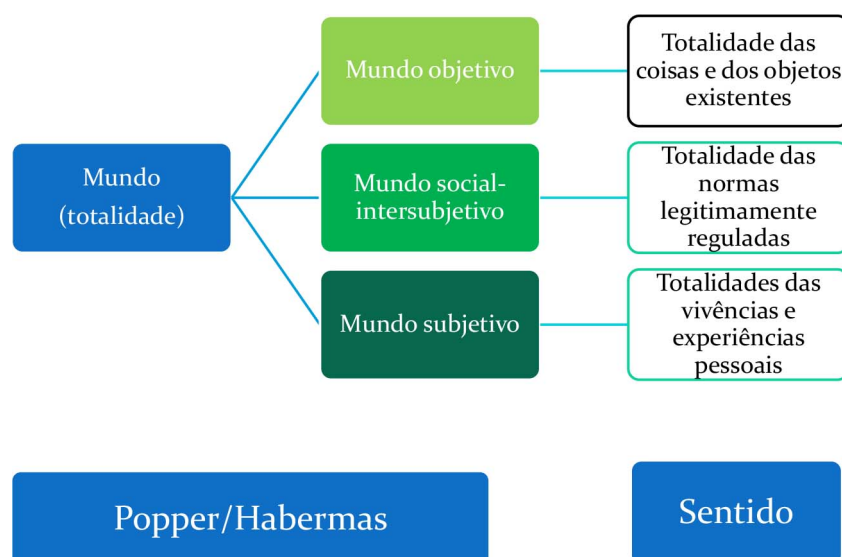 Mundo
(totalidade)
Mundo objetivo
Totalidade das
coisas e dos objetos
existentes
Mundo social-
intersubjetivo
Totalidade das
normas
legitimamente
reguladas
Mundo subjetivo
Totalidades das
vivências e
experiências
pessoais
Popper/Habermas
Sentido